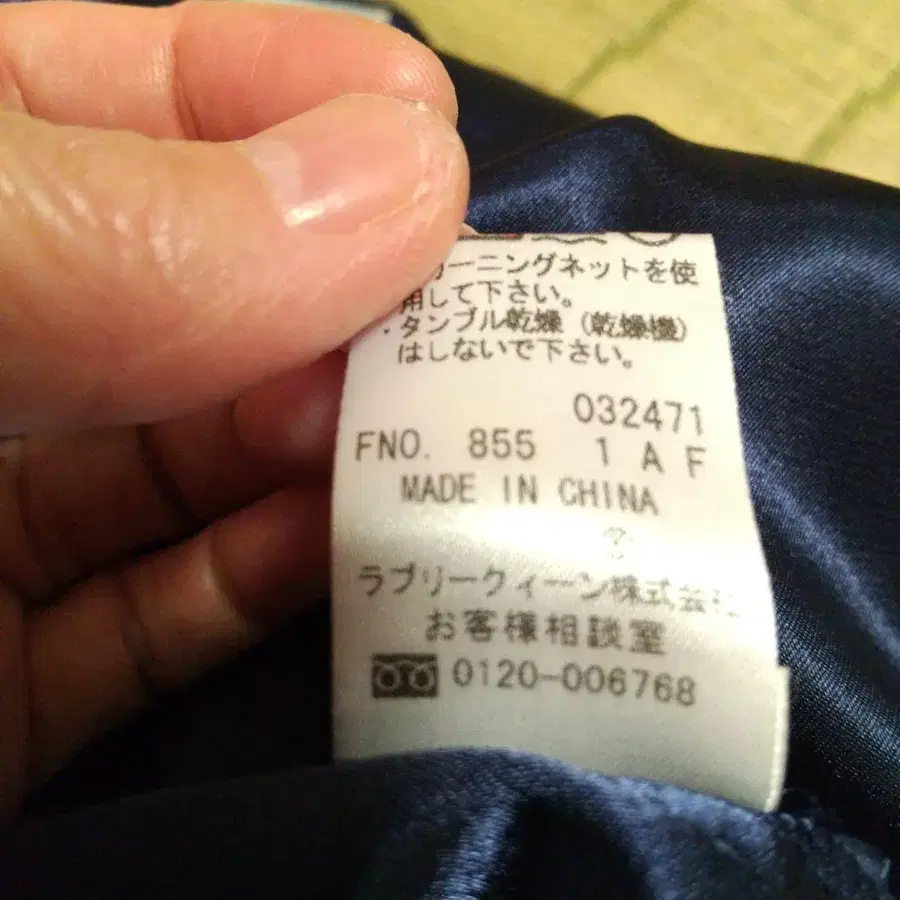 ーニングネットを使
用して下さい。
・タンブル乾燥（乾燥機）
はしないで下さい。
032471
FNO. 855 1 A F
MADE IN CHINA
ラブリークィーン株式会社
お客様相談室
0120-006768